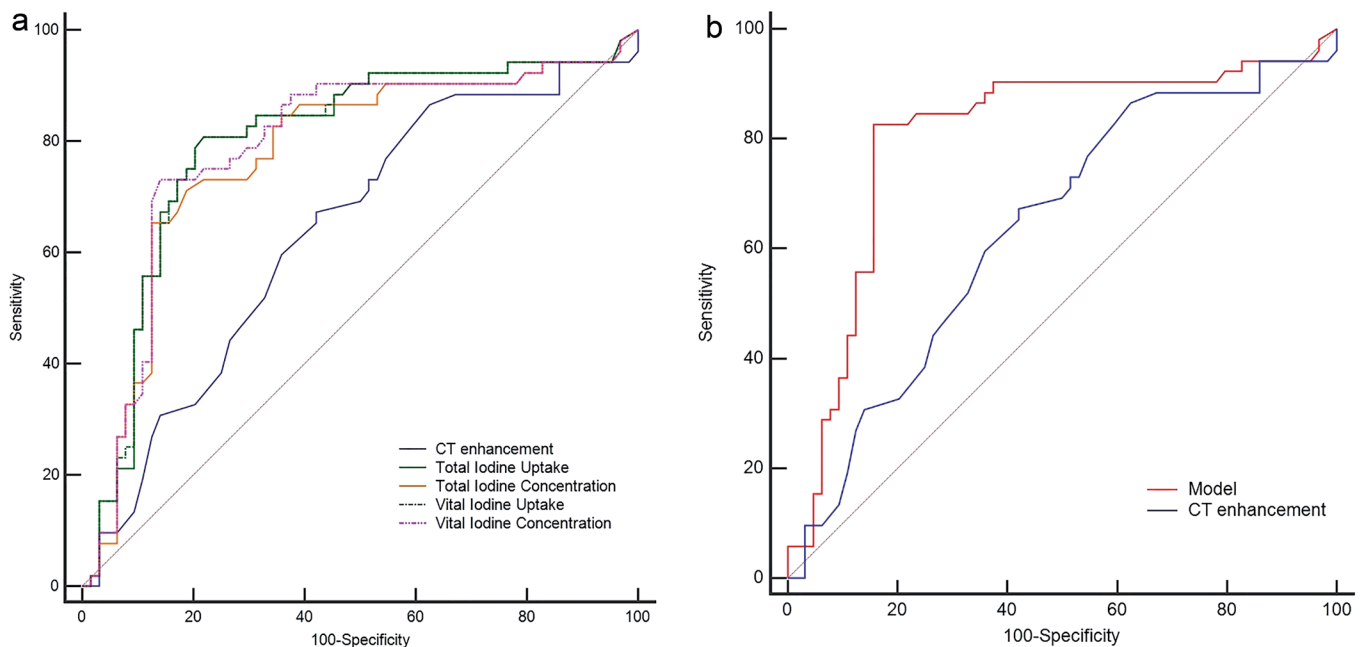 a
100
80
60
40
20
0
Sensitivity
CT enhancement
Total Iodine Uptake
Total Iodine Concentration
Vital Iodine Uptake
Vital Iodine Concentration
0 20 40 60 80 100
100-Specificity
b
100
80
60
40
20
0
Sensitivity
Model
CT enhancement
0 20 40 60 80 100
100-Specificity